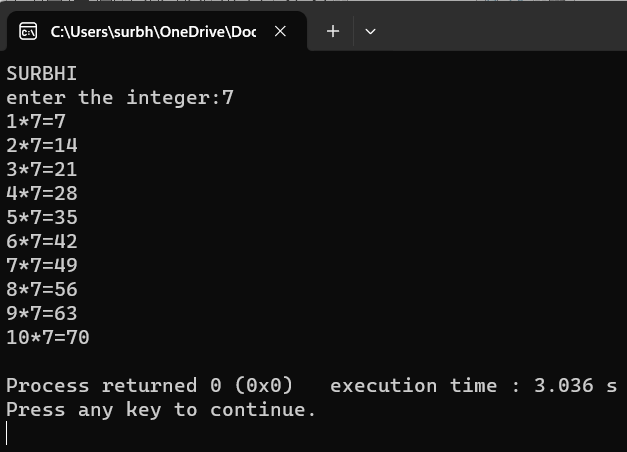 C:\Users\surbh\OneDrive\Doc
SURBHI
enter the integer:7
1*7=7
2*7=14
3*7=21
4*7=28
5*7=35
6*7=42
7*7=49
8*7=56
9*7=63
10*7=70
Process returned 0 (0x0)   execution time : 3.036 s
Press any key to continue.